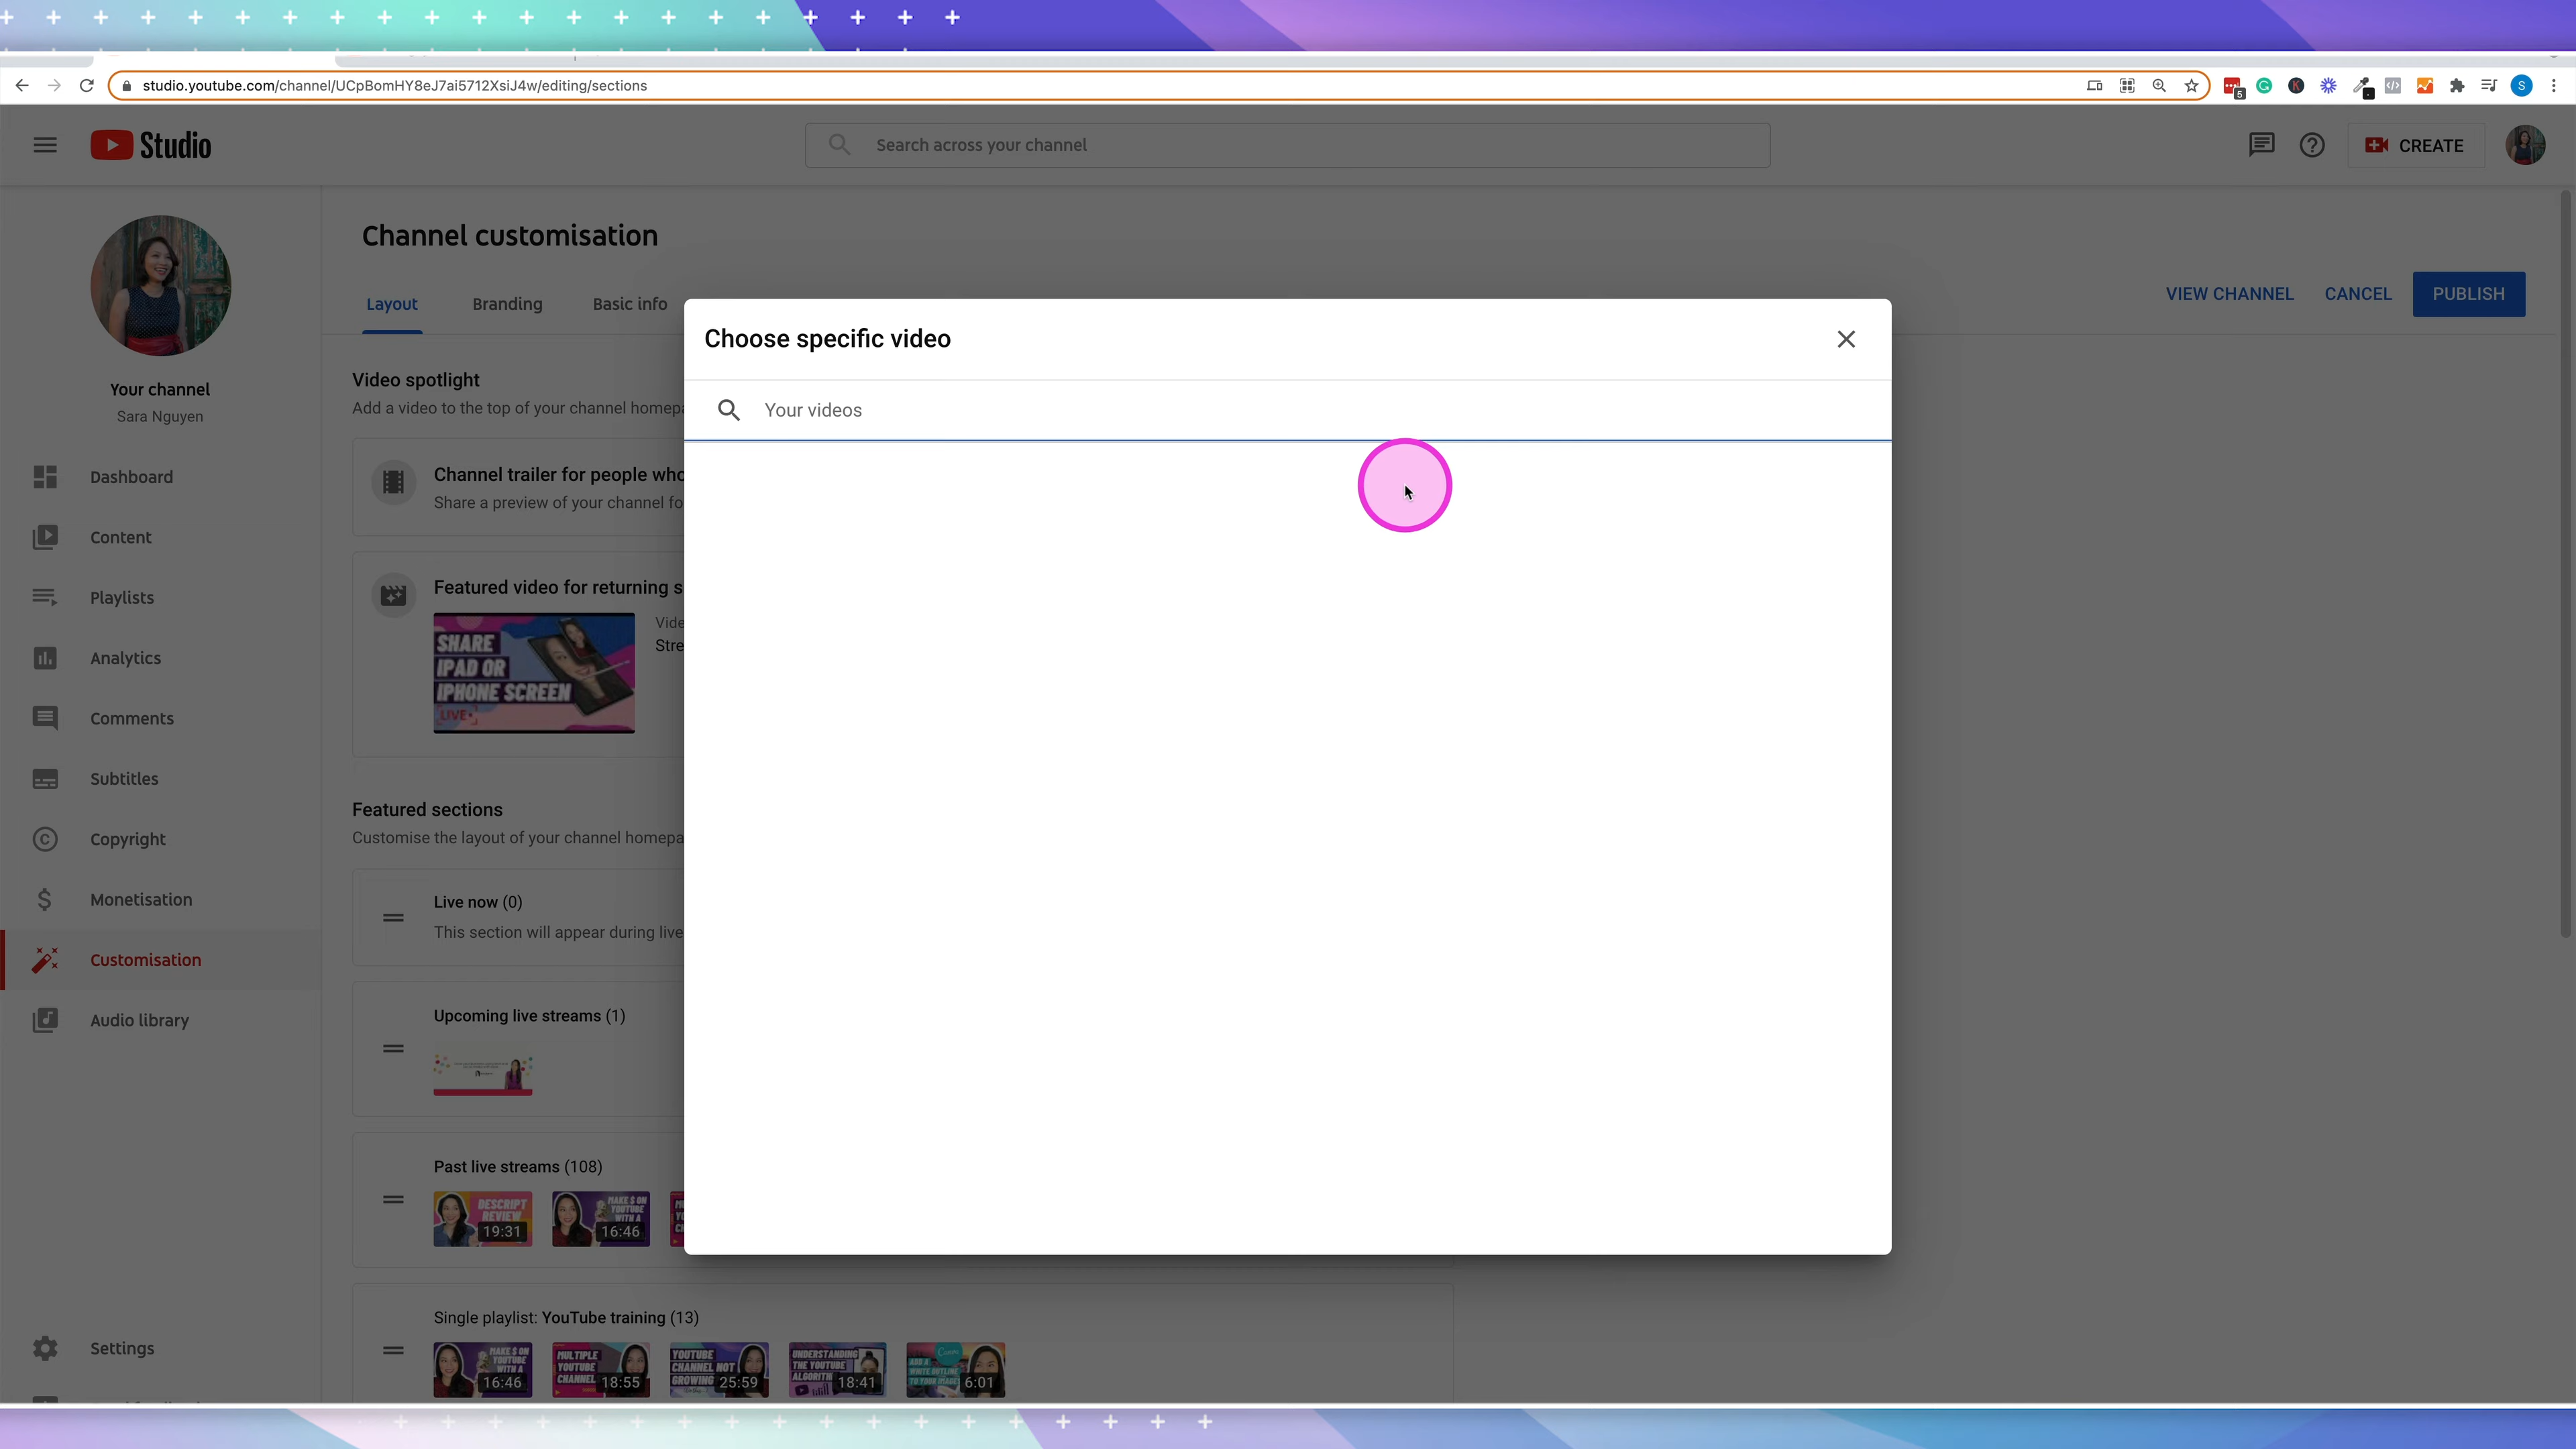 studio.youtube.com/channel/UCpBomHY8eJ7ai5712XsiJ4w/editing/sections
5
S
Studio
Search across your channel
CREATE
Channel customisation
Layout
Branding
Basic info
VIEW CHANNEL
CANCEL
PUBLISH
Your channel
Sara Nguyen
Dashboard
Content
Playlists
Analytics
Comments
Subtitles
Copyright
Monetisation
Customisation
Audio library
Settings
Video spotlight
Add a video to the top of your channel homepa
Channel trailer for people who
Share a preview of your channel fo
Featured video for returning s
SHARE
IPAD OR
IPHONE SCREEN
LIVE
Vide
Stre
Featured sections
Customise the layout of your channel homepa
Live now (0)
This section will appear during live
Upcoming live streams (1)
Past live streams (108)
DESCRIPT
REVIEW
19:31
MAKE $ ON
YOUTUBE
WITH A
16:46
Single playlist: YouTube training (13)
MAKE $ ON
YOUTUBE
WITH A
16:46
MULTIPLE
YOUTUBE
CHANNEL
18:55
YOUTUBE
CHANNEL NOT
GROWING
25:59
UNDERSTANDING
THE YOUTUBE
ALGORITHM
18:41
Canva
ADD A
WHITE OUTLINE
TO YOUR IMAGE
6:01
Choose specific video
Your videos